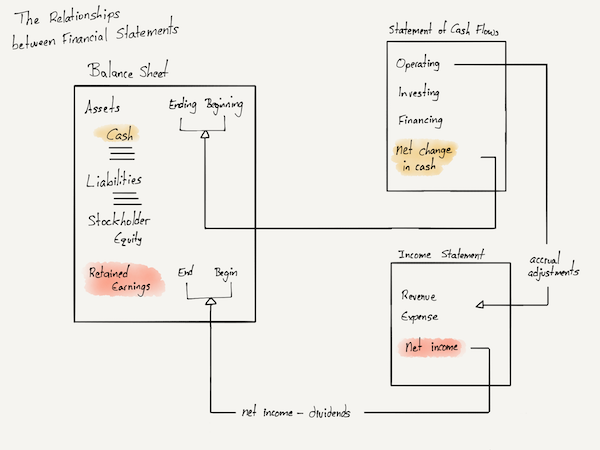 The Relationships
between Financial Statements
Balance Sheet
Assets
Ending Beginning
Cash
Liabilities
Stockholder
Equity
Retained
Earnings
End Begin
Statement of Cash Flows
Operating
Investing
Financing
Net change
in cash
accrual
adjustments
Income Statement
Revenue
Expense
Net income
net income - dividends